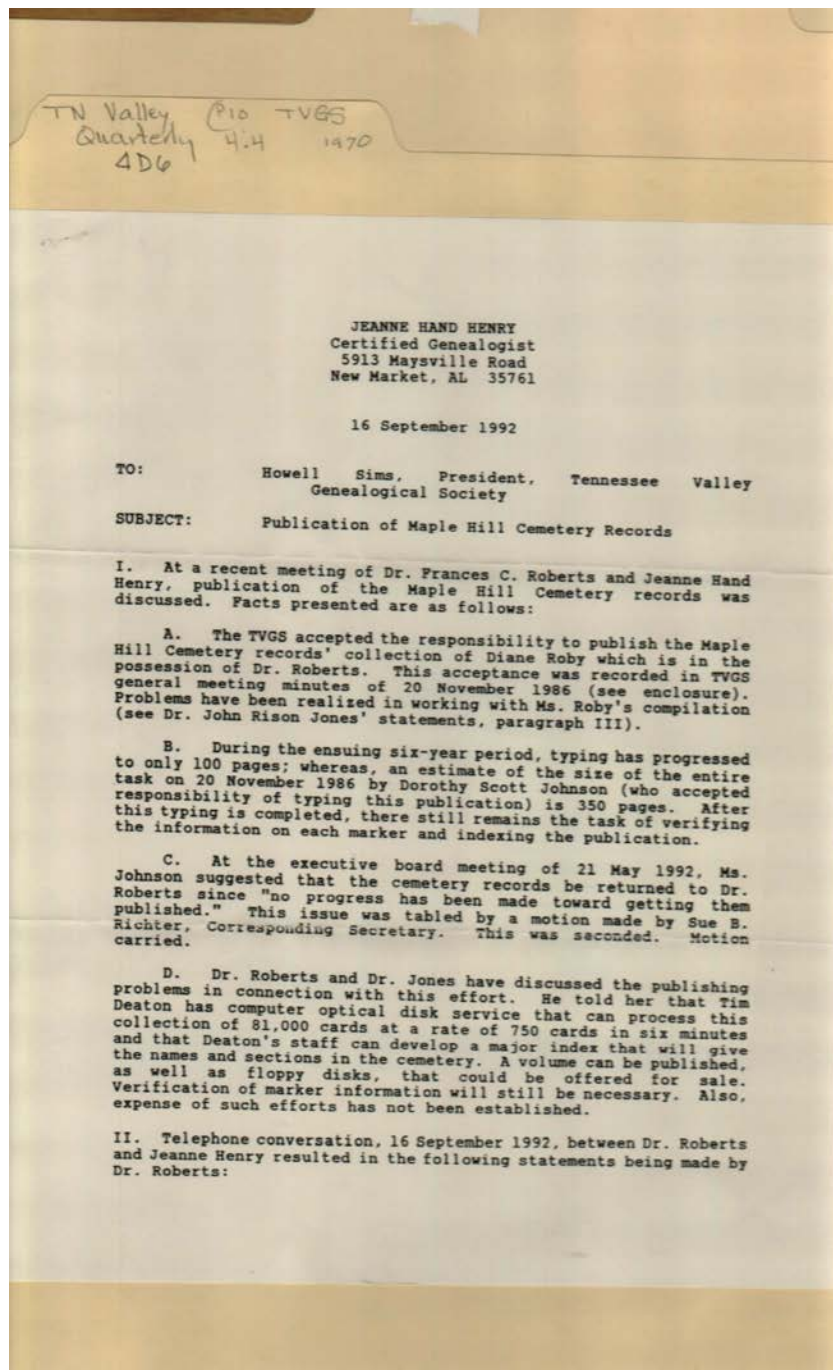 TN Valley P10 TVGS
Quarterly 4.4 1970
4D6
JEANNE HAND HENRY
Certified Genealogist
5913 Maysville Road
New Market, AL 35761
16 September 1992
TO: Howell Sims, President, Tennessee Valley
Genealogical Society
SUBJECT: Publication of Maple Hill Cemetery Records
I. At a recent meeting of Dr. Frances C. Roberts and Jeanne Hand
Henry, publication of the Maple Hill Cemetery records was
discussed. Facts presented are as follows:
A. The TVGS accepted the responsibility to publish the Maple
Hill Cemetery records' collection of Diane Roby which is in the
possession of Dr. Roberts. This acceptance was recorded in TVGS
general meeting minutes of 20 November 1986 (see enclosure).
Problems have been realized in working with Ms. Roby's compilation
(see Dr. John Rison Jones' statements, paragraph III).
B. During the ensuing six-year period, typing has progressed
to only 100 pages; whereas, an estimate of the size of the entire
task on 20 November 1986 by Dorothy Scott Johnson (who accepted
responsibility of typing this publication) is 350 pages. After
this typing is completed, there still remains the task of verifying
the information on each marker and indexing the publication.
C. At the executive board meeting of 21 May 1992, Ms.
Johnson suggested that the cemetery records be returned to Dr.
Roberts since "no progress has been made toward getting them
published." This issue was tabled by a motion made by Sue B.
Richter, Corresponding Secretary. This was seconded. Motion
carried.
D. Dr. Roberts and Dr. Jones have discussed the publishing
problems in connection with this effort. He told her that Tim
Deaton has computer optical disk service that can process this
collection of 81,000 cards at a rate of 750 cards in six minutes
and that Deaton's staff can develop a major index that will give
the names and sections in the cemetery. A volume can be published,
as well as floppy disks, that could be offered for sale.
Verification of marker information will still be necessary. Also,
expense of such efforts has not been established.
II. Telephone conversation, 16 September 1992, between Dr. Roberts
and Jeanne Henry resulted in the following statements being made by
Dr. Roberts: